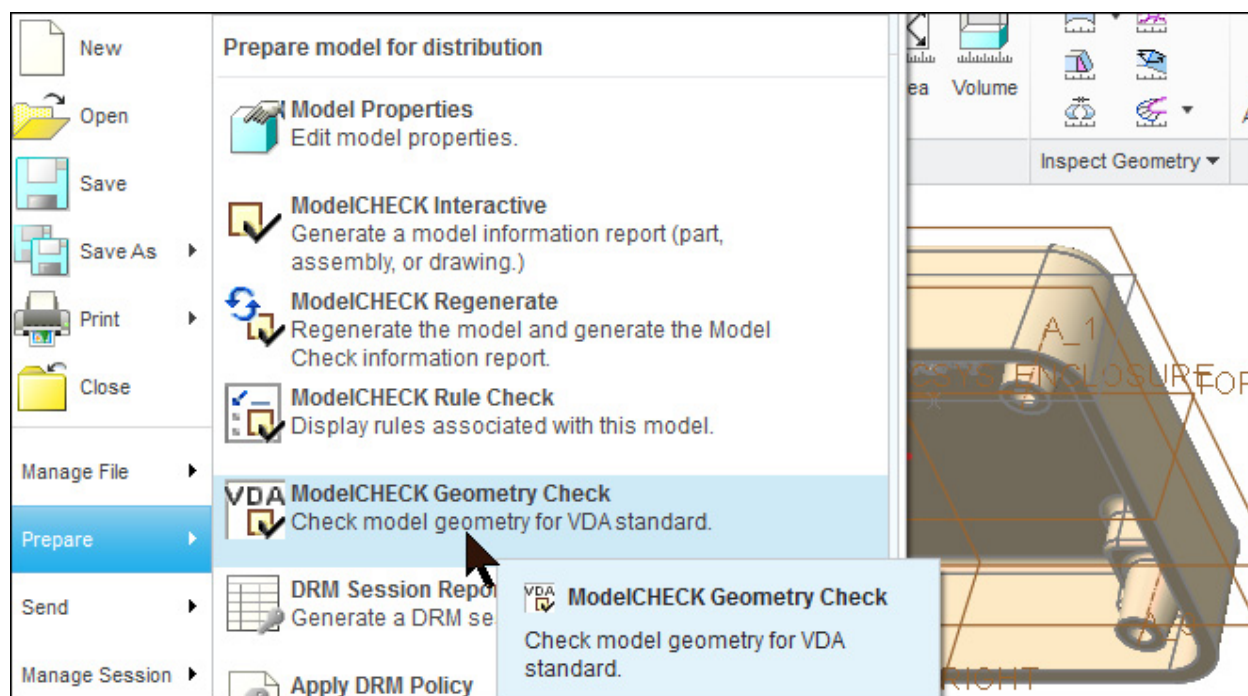 New
Open
Save
Save As
Print
Close
Manage File
Prepare
Send
Manage Session
Prepare model for distribution
Model Properties
Edit model properties.
ModelCHECK Interactive
Generate a model information report (part,
assembly, or drawing.)
ModelCHECK Regenerate
Regenerate the model and generate the Model
Check information report.
ModelCHECK Rule Check
Display rules associated with this model.
VDA
ModelCHECK Geometry Check
Check model geometry for VDA standard.
DRM Session Repo
Generate a DRM se
Apply DRM Policy
VDA
ModelCHECK Geometry Check
Check model geometry for VDA
standard.
ea
Volume
Inspect Geometry
A_1
ENCLOSURE
TOP
X
RIGHT